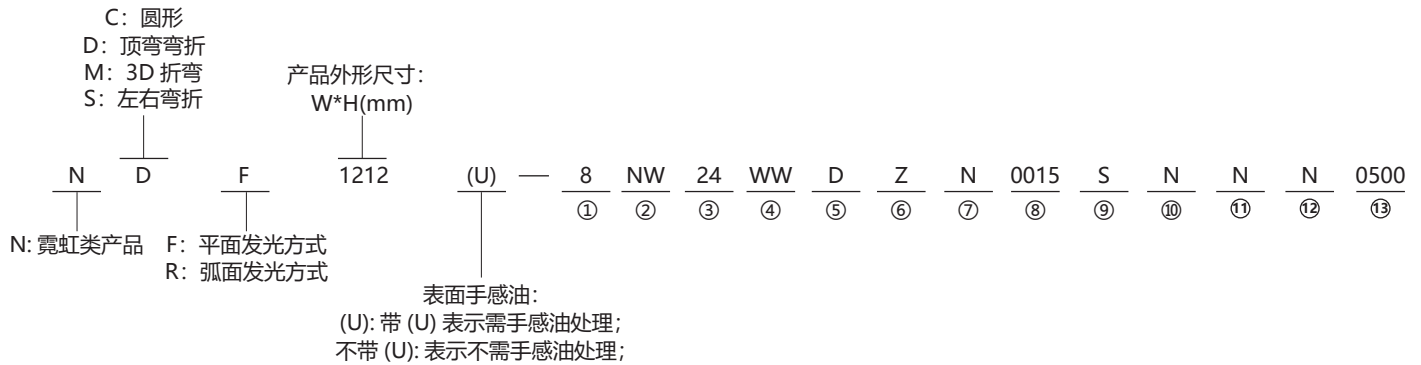 C：圆形
D：顶弯弯折
M：3D 折弯
S：左右弯折
产品外形尺寸：
W*H(mm)
N D F 1212 (U) — 8 NW 24 WW D Z N 0015 S N N N 0500
① ② ③ ④ ⑤ ⑥ ⑦ ⑧ ⑨ ⑩ ⑪ ⑫ ⑬
N: 霓虹类产品
F：平面发光方式
R：弧面发光方式
表面手感油：
(U): 带 (U) 表示需手感油处理；
不带 (U): 表示不需手感油处理；